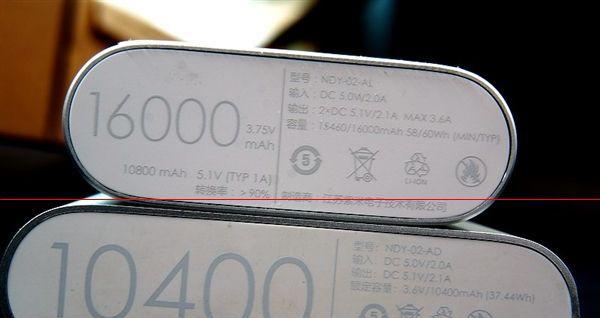 16000
3.75V
mAh
10800 mAh 5.1V (TYP 1A)
转换率：>90%
型号：NDY-02-AL
输入：DC 5.0V/2.0A
输出：2×DC 5.1V/2.1A MAX 3.6A
容量：15460/16000mAh 58/60Wh (MIN/TYP)
5
LI-ION
制造商：江苏紫米电子技术有限公司
10400
型号：NDY-02-AD
输入：DC 5.0V/2.0A
输出：DC 5.1V/2.1A
额定容量：3.6V/10400mAh (37.44Wh)